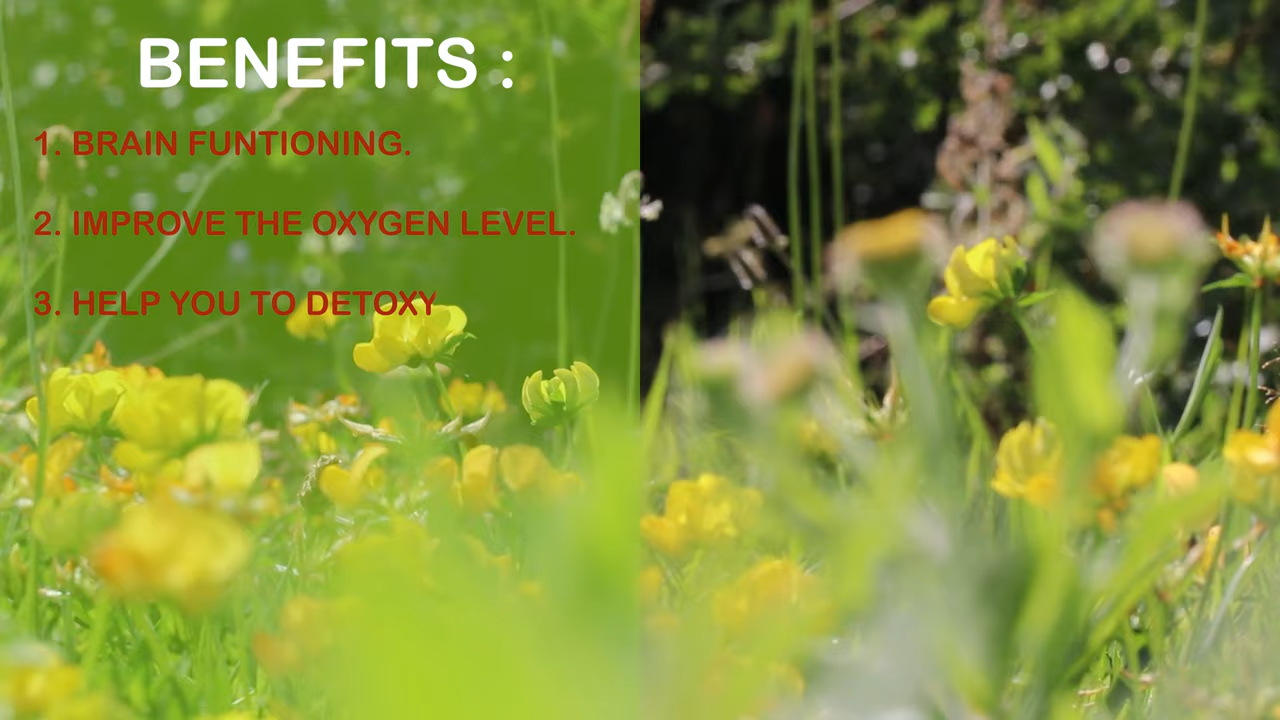 BENEFITS :
1. BRAIN FUNTIONING.
2. IMPROVE THE OXYGEN LEVEL.
3. HELP YOU TO DETOXY